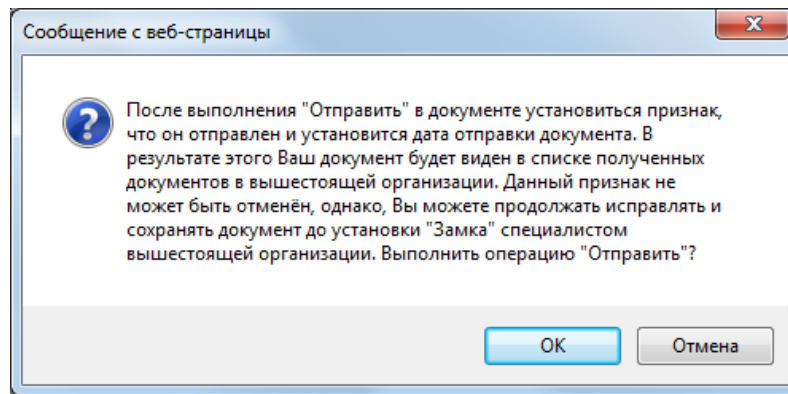 Сообщение с веб-страницы
После выполнения "Отправить" в документе установиться признак,
что он отправлен и установится дата отправки документа. В
результате этого Ваш документ будет виден в списке полученных
документов в вышестоящей организации. Данный признак не
может быть отменён, однако, Вы можете продолжать исправлять и
сохранять документ до установки "Замка" специалистом
вышестоящей организации. Выполнить операцию "Отправить"?
ОК
Отмена